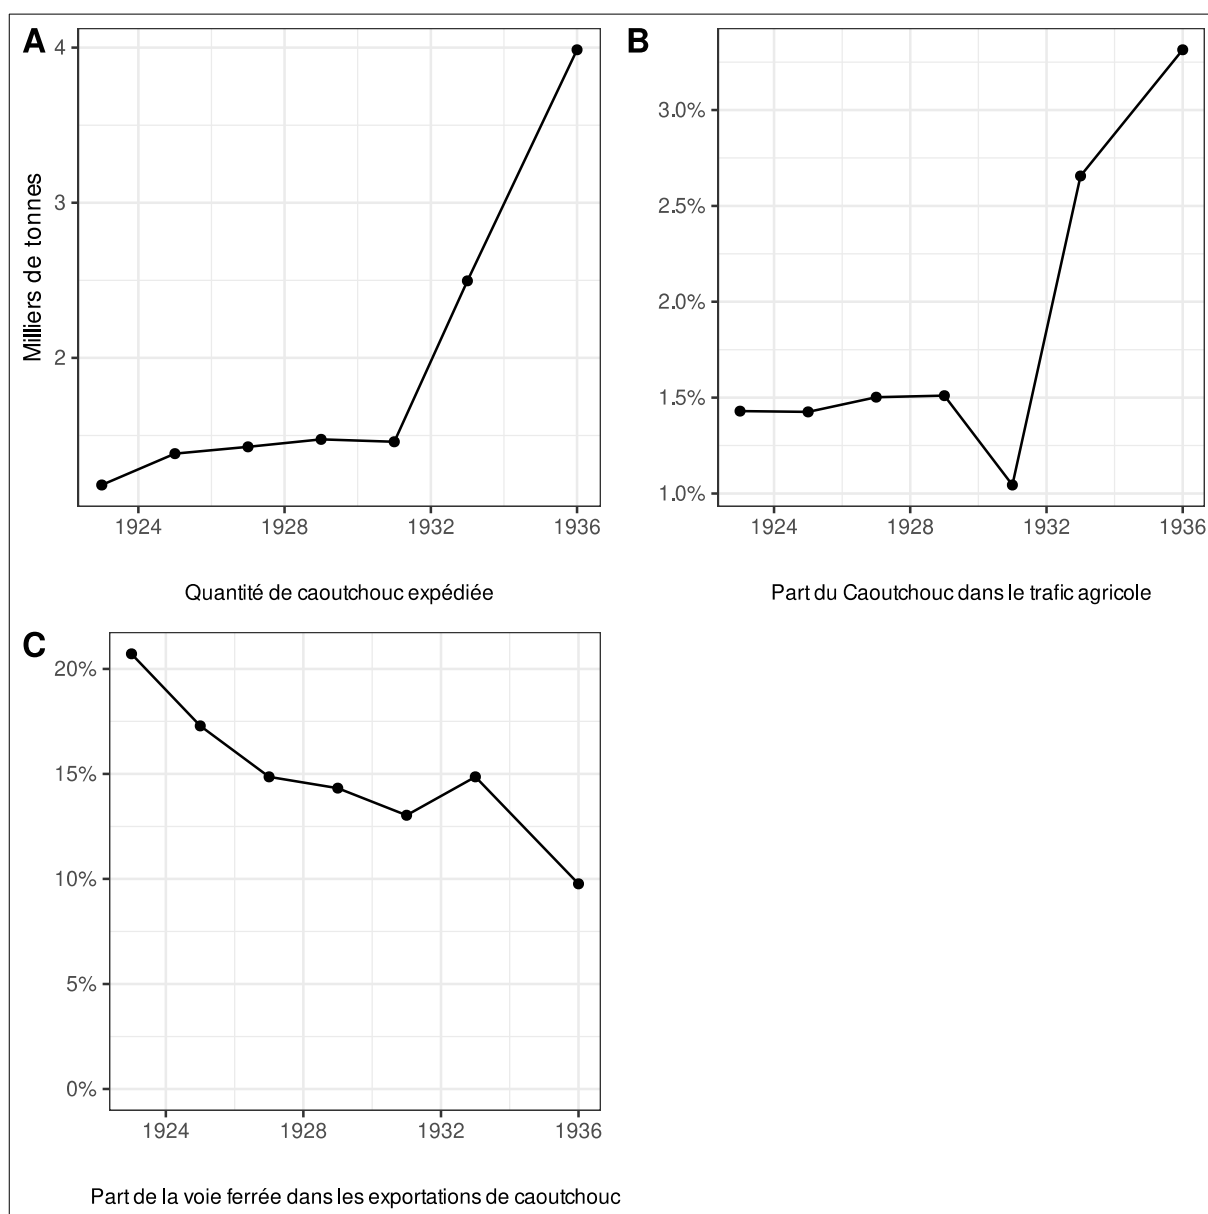 A
Milliers de tonnes
4
3
2
1924 1928 1932 1936
Quantité de caoutchouc expédiée
B
3.0%
2.5%
2.0%
1.5%
1.0%
1924 1928 1932 1936
Part du Caoutchouc dans le trafic agricole
C
20%
15%
10%
5%
0%
1924 1928 1932 1936
Part de la voie ferrée dans les exportations de caoutchouc